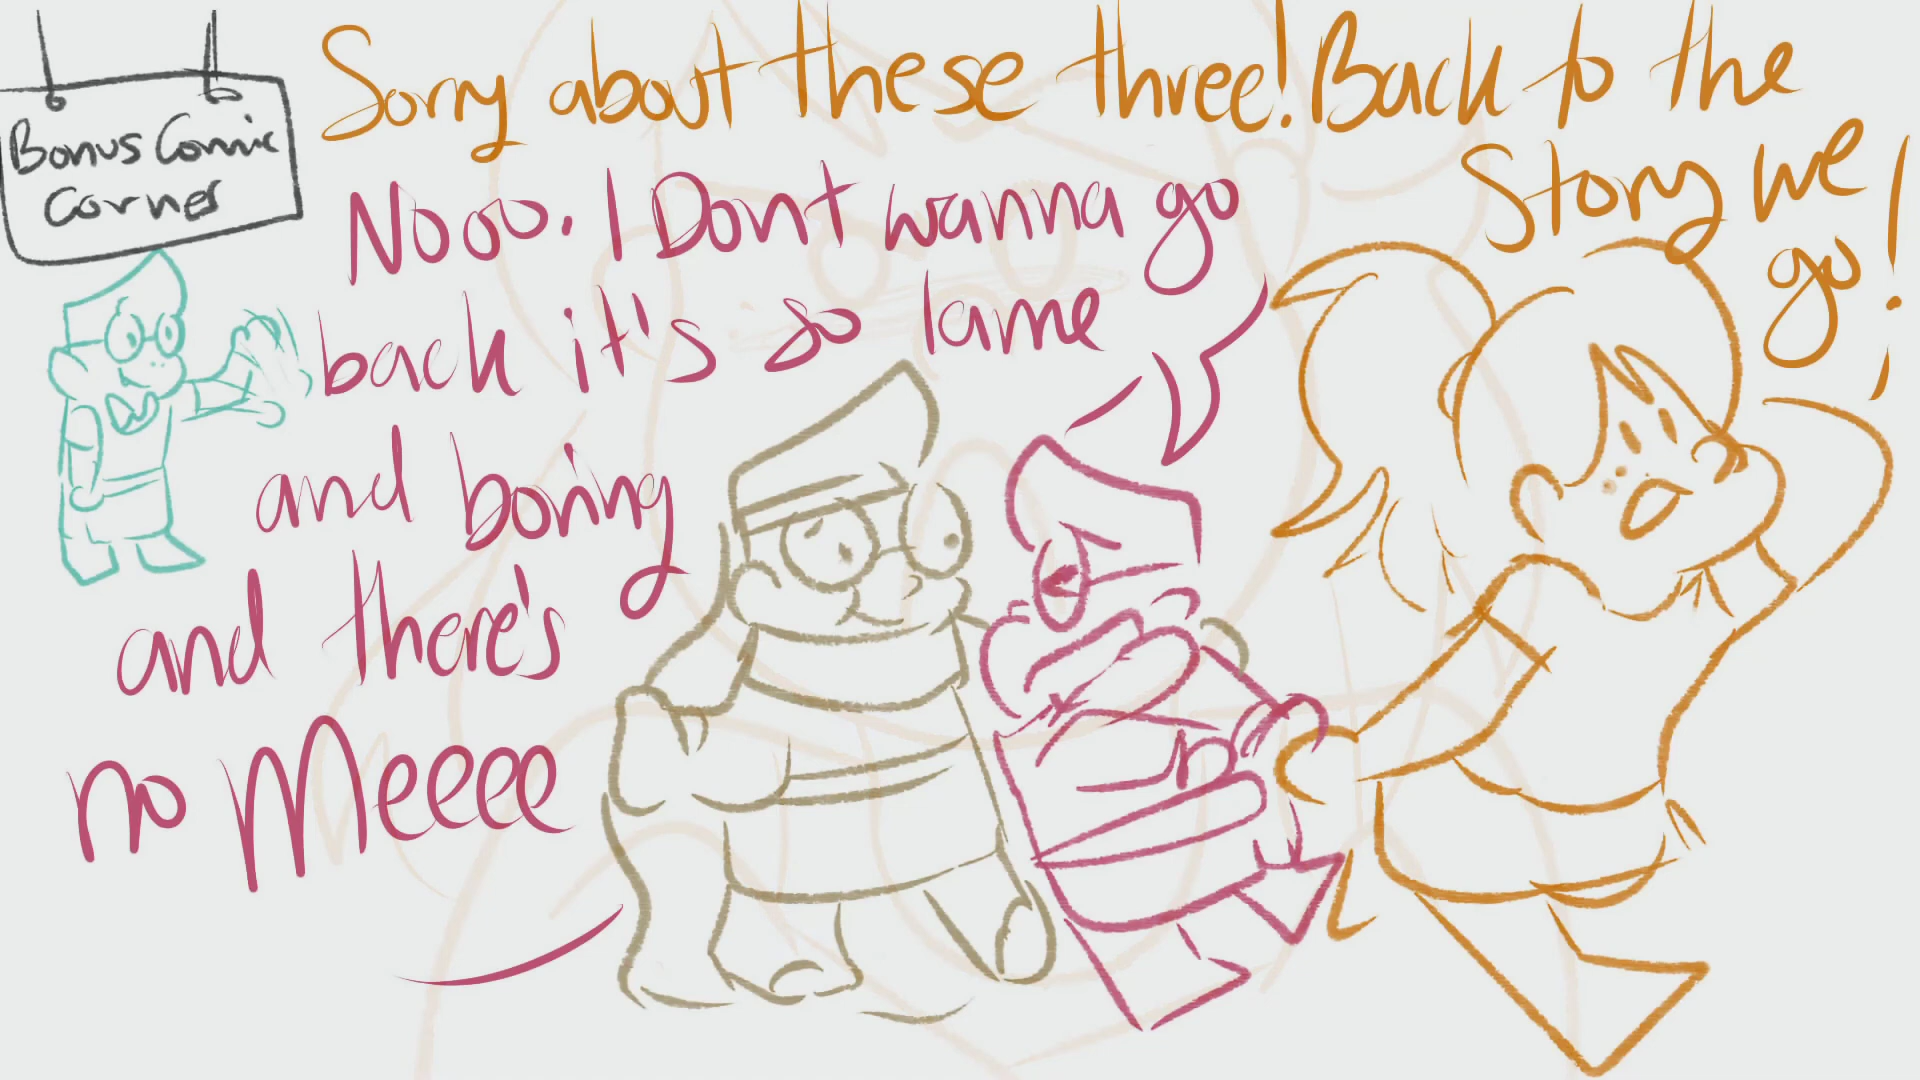 Bonus Comic
Corner
Sorry about these three! Back to the
Story we
go!
Nooo. I Dont wanna go
back it's so lame
and boring
and there's
no Meeee